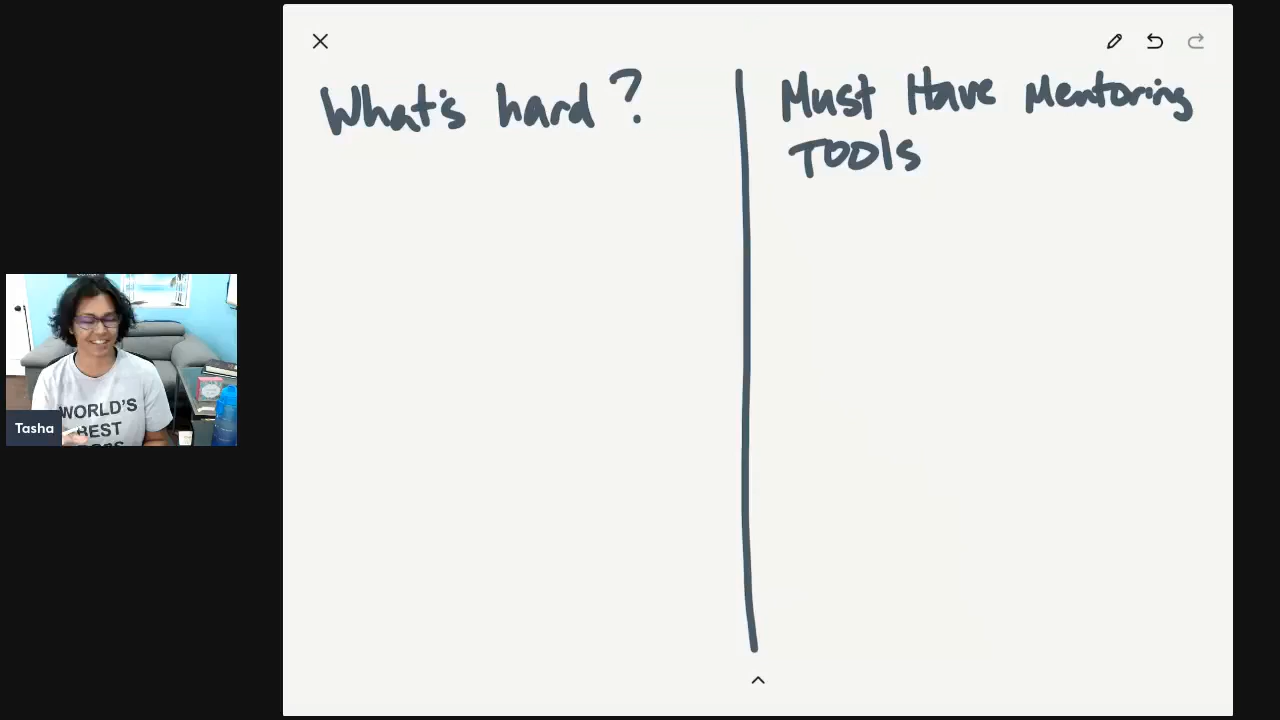 What's hard?
Must Have Mentoring
Tools
WORLD'S
BEST
Tasha